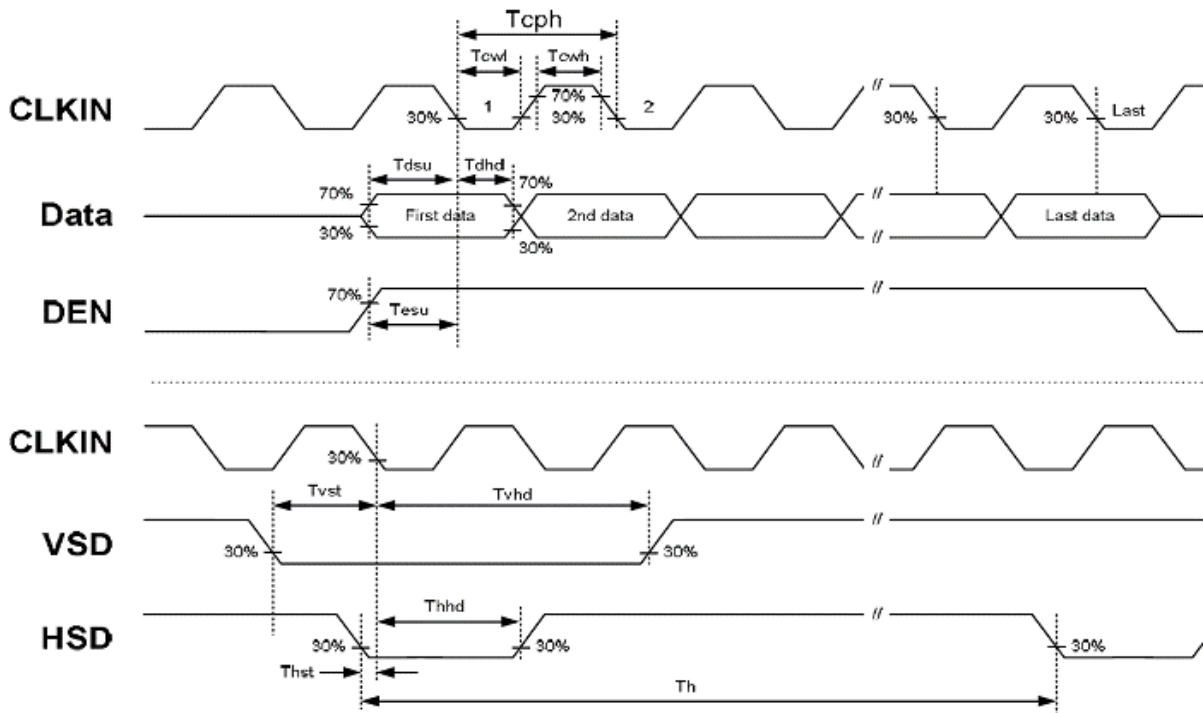 Tcph
Tcwl Tcwh
CLKIN 30% 1 70% 30% 2 // 30% 30% Last
Tdsu Tdhd
70% 70%
Data First data 2nd data // Last data
30% 30%
70% //
DEN Tesu
CLKIN 30% //
Tvst Tvhd //
VSD 30% 30%
Thhd //
HSD 30% 30% 30%
Thst
Th